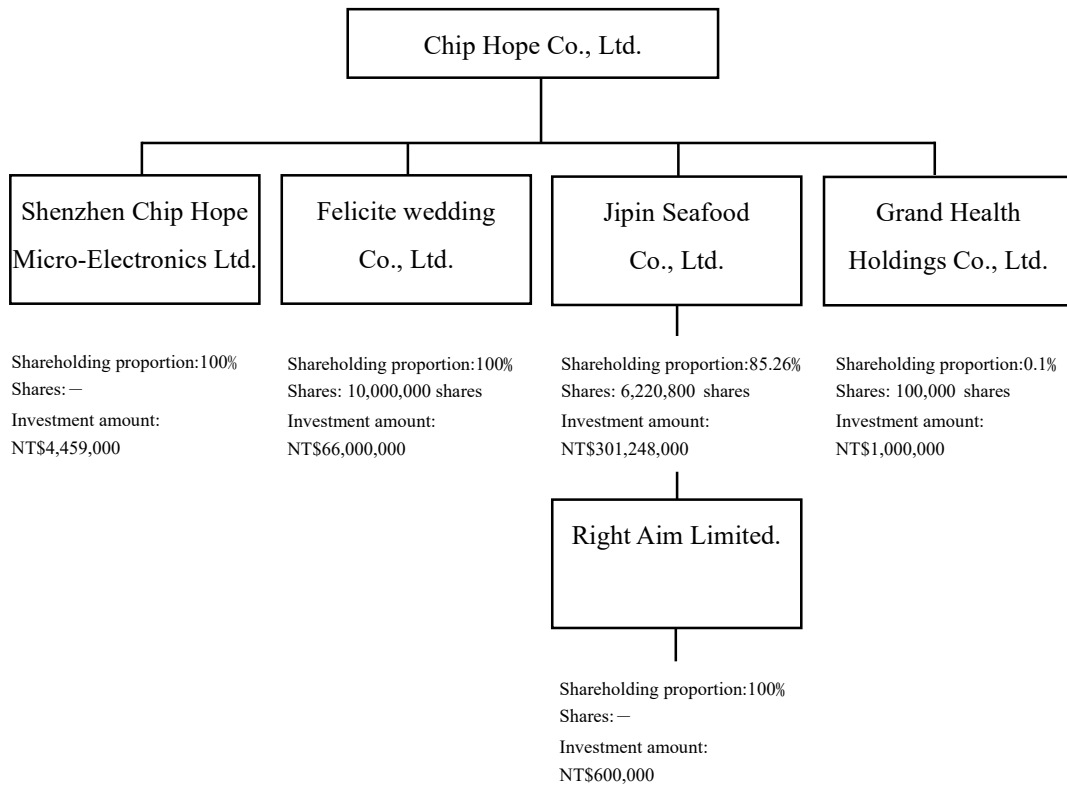 Chip Hope Co., Ltd.
Shenzhen Chip Hope
Micro-Electronics Ltd.
Felicite wedding
Co., Ltd.
Jipin Seafood
Co., Ltd.
Grand Health
Holdings Co., Ltd.
Shareholding proportion:100%
Shares:－
Investment amount:
NT$4,459,000
Shareholding proportion:100%
Shares: 10,000,000 shares
Investment amount:
NT$66,000,000
Shareholding proportion:85.26%
Shares: 6,220,800 shares
Investment amount:
NT$301,248,000
Shareholding proportion:0.1%
Shares: 100,000 shares
Investment amount:
NT$1,000,000
Right Aim Limited.
Shareholding proportion:100%
Shares:－
Investment amount:
NT$600,000